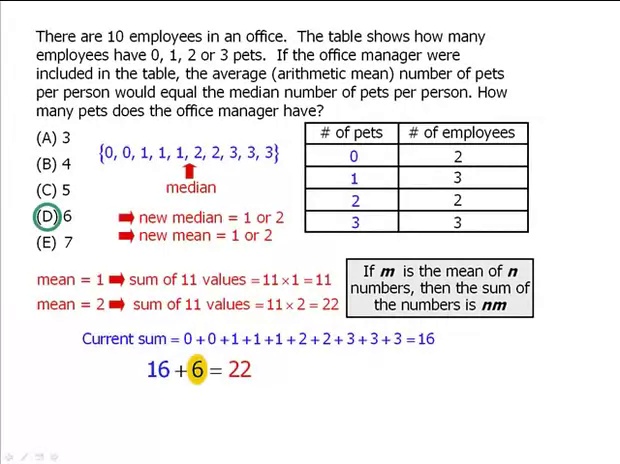 There are 10 employees in an office. The table shows how many
employees have 0, 1, 2 or 3 pets. If the office manager were
included in the table, the average (arithmetic mean) number of pets
per person would equal the median number of pets per person. How
many pets does the office manager have?
(A) 3
(B) 4
(C) 5
(D) 6
(E) 7
{0, 0, 1, 1, 1, 2, 2, 3, 3, 3}
median
new median = 1 or 2
new mean = 1 or 2
# of pets # of employees
0 2
1 3
2 2
3 3
mean = 1 ➡ sum of 11 values = 11 × 1 = 11
mean = 2 ➡ sum of 11 values = 11 × 2 = 22
If m is the mean of n
numbers, then the sum of
the numbers is nm
Current sum = 0 + 0 + 1 + 1 + 1 + 2 + 2 + 3 + 3 + 3 = 16
16 + 6 = 22